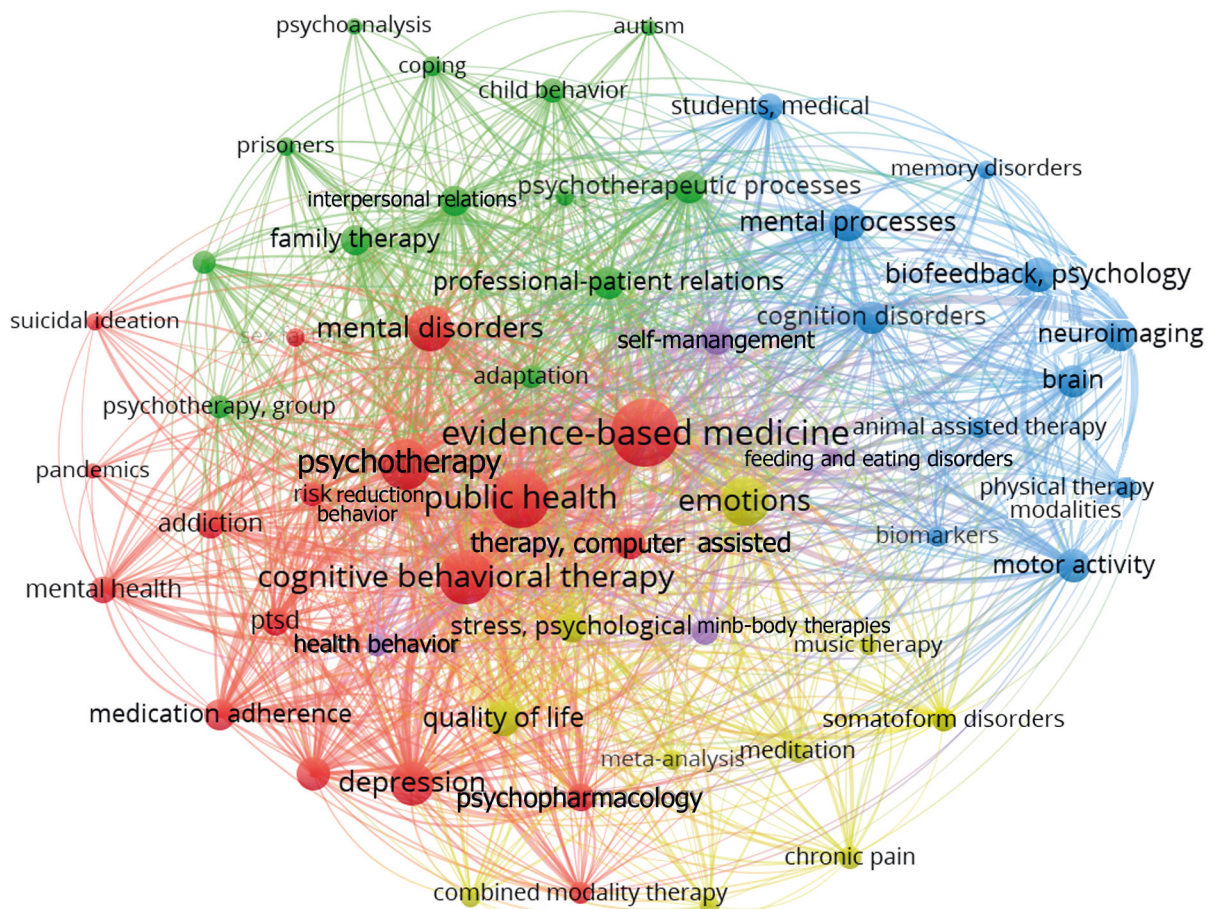 psychoanalysis
autism
coping
child behavior
students, medical
prisoners
memory disorders
psychotherapeutic processes
interpersonal relations
mental processes
family therapy
biofeedback, psychology
professional-patient relations
suicidal ideation
mental disorders
cognition disorders
self-manangement
neuroimaging
adaptation
brain
psychotherapy, group
evidence-based medicine
animal assisted therapy
psychotherapy
feeding and eating disorders
pandemics
public health
emotions
risk reduction
behavior
physical therapy
modalities
addiction
therapy, computer assisted
biomarkers
motor activity
cognitive behavioral therapy
mental health
ptsd
stress, psychological
minb-body therapies
health behavior
music therapy
medication adherence
quality of life
somatoform disorders
meta-analysis
meditation
depression
psychopharmacology
chronic pain
combined modality therapy